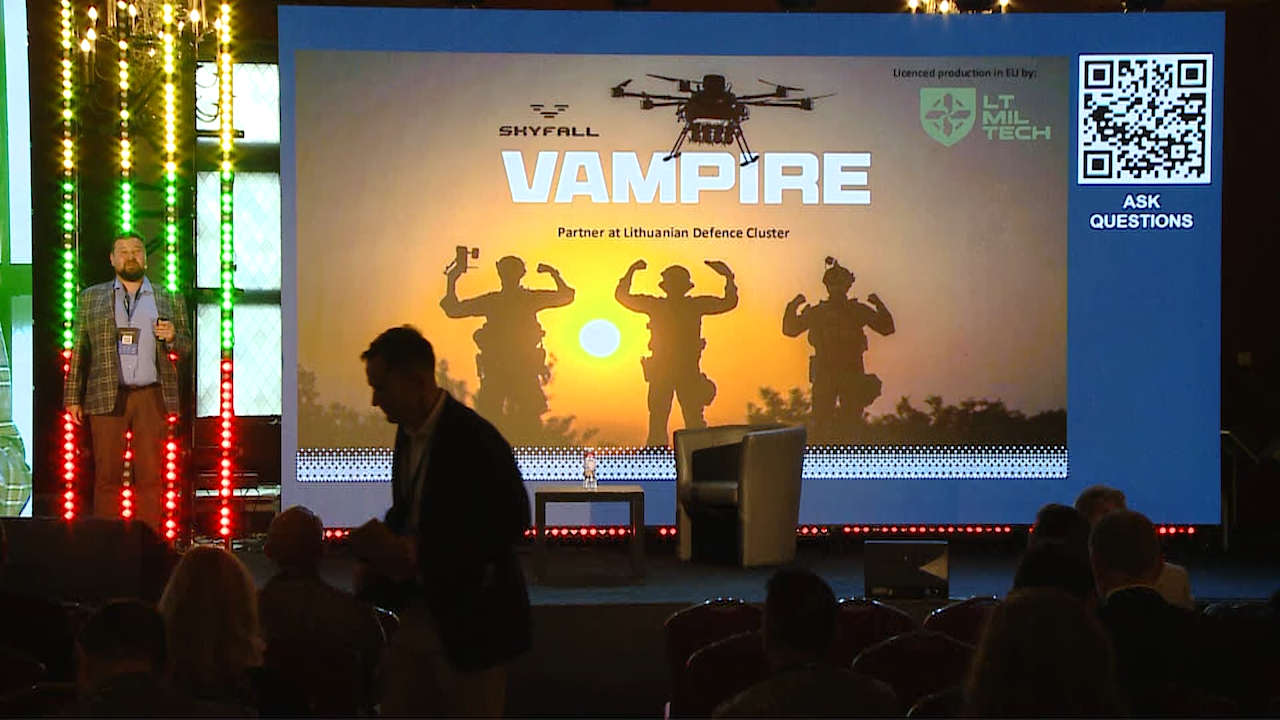 Licenced production in EU by:
LT
MIL
TECH
SKYFALL
VAMPIRE
Partner at Lithuanian Defence Cluster
ASK
QUESTIONS